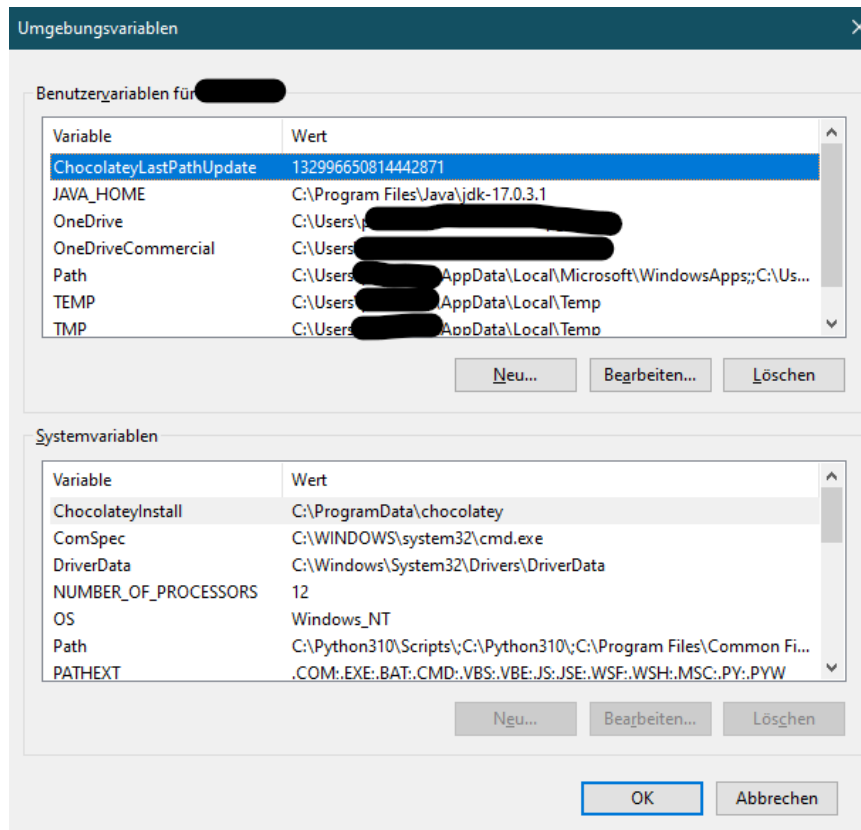 Umgebungsvariablen
Benutzervariablen für
Variable Wert
ChocolateyLastPathUpdate 132996650814442871
JAVA_HOME C:\Program Files\Java\jdk-17.0.3.1
OneDrive C:\Users\
OneDriveCommercial C:\Users
Path C:\Users AppData\Local\Microsoft\WindowsApps;;C:\Us...
TEMP C:\Users AppData\Local\Temp
TMP C:\Users AppData\Local\Temp
Neu... Bearbeiten... Löschen
Systemvariablen
Variable Wert
ChocolateyInstall C:\ProgramData\chocolatey
ComSpec C:\WINDOWS\system32\cmd.exe
DriverData C:\Windows\System32\Drivers\DriverData
NUMBER_OF_PROCESSORS 12
OS Windows_NT
Path C:\Python310\Scripts\;C:\Python310\;C:\Program Files\Common Fi...
PATHEXT .COM;.EXE;.BAT;.CMD;.VBS;.VBE;.JS;.JSE;.WSF;.WSH;.MSC;.PY;.PYW
Neu... Bearbeiten... Löschen
OK Abbrechen